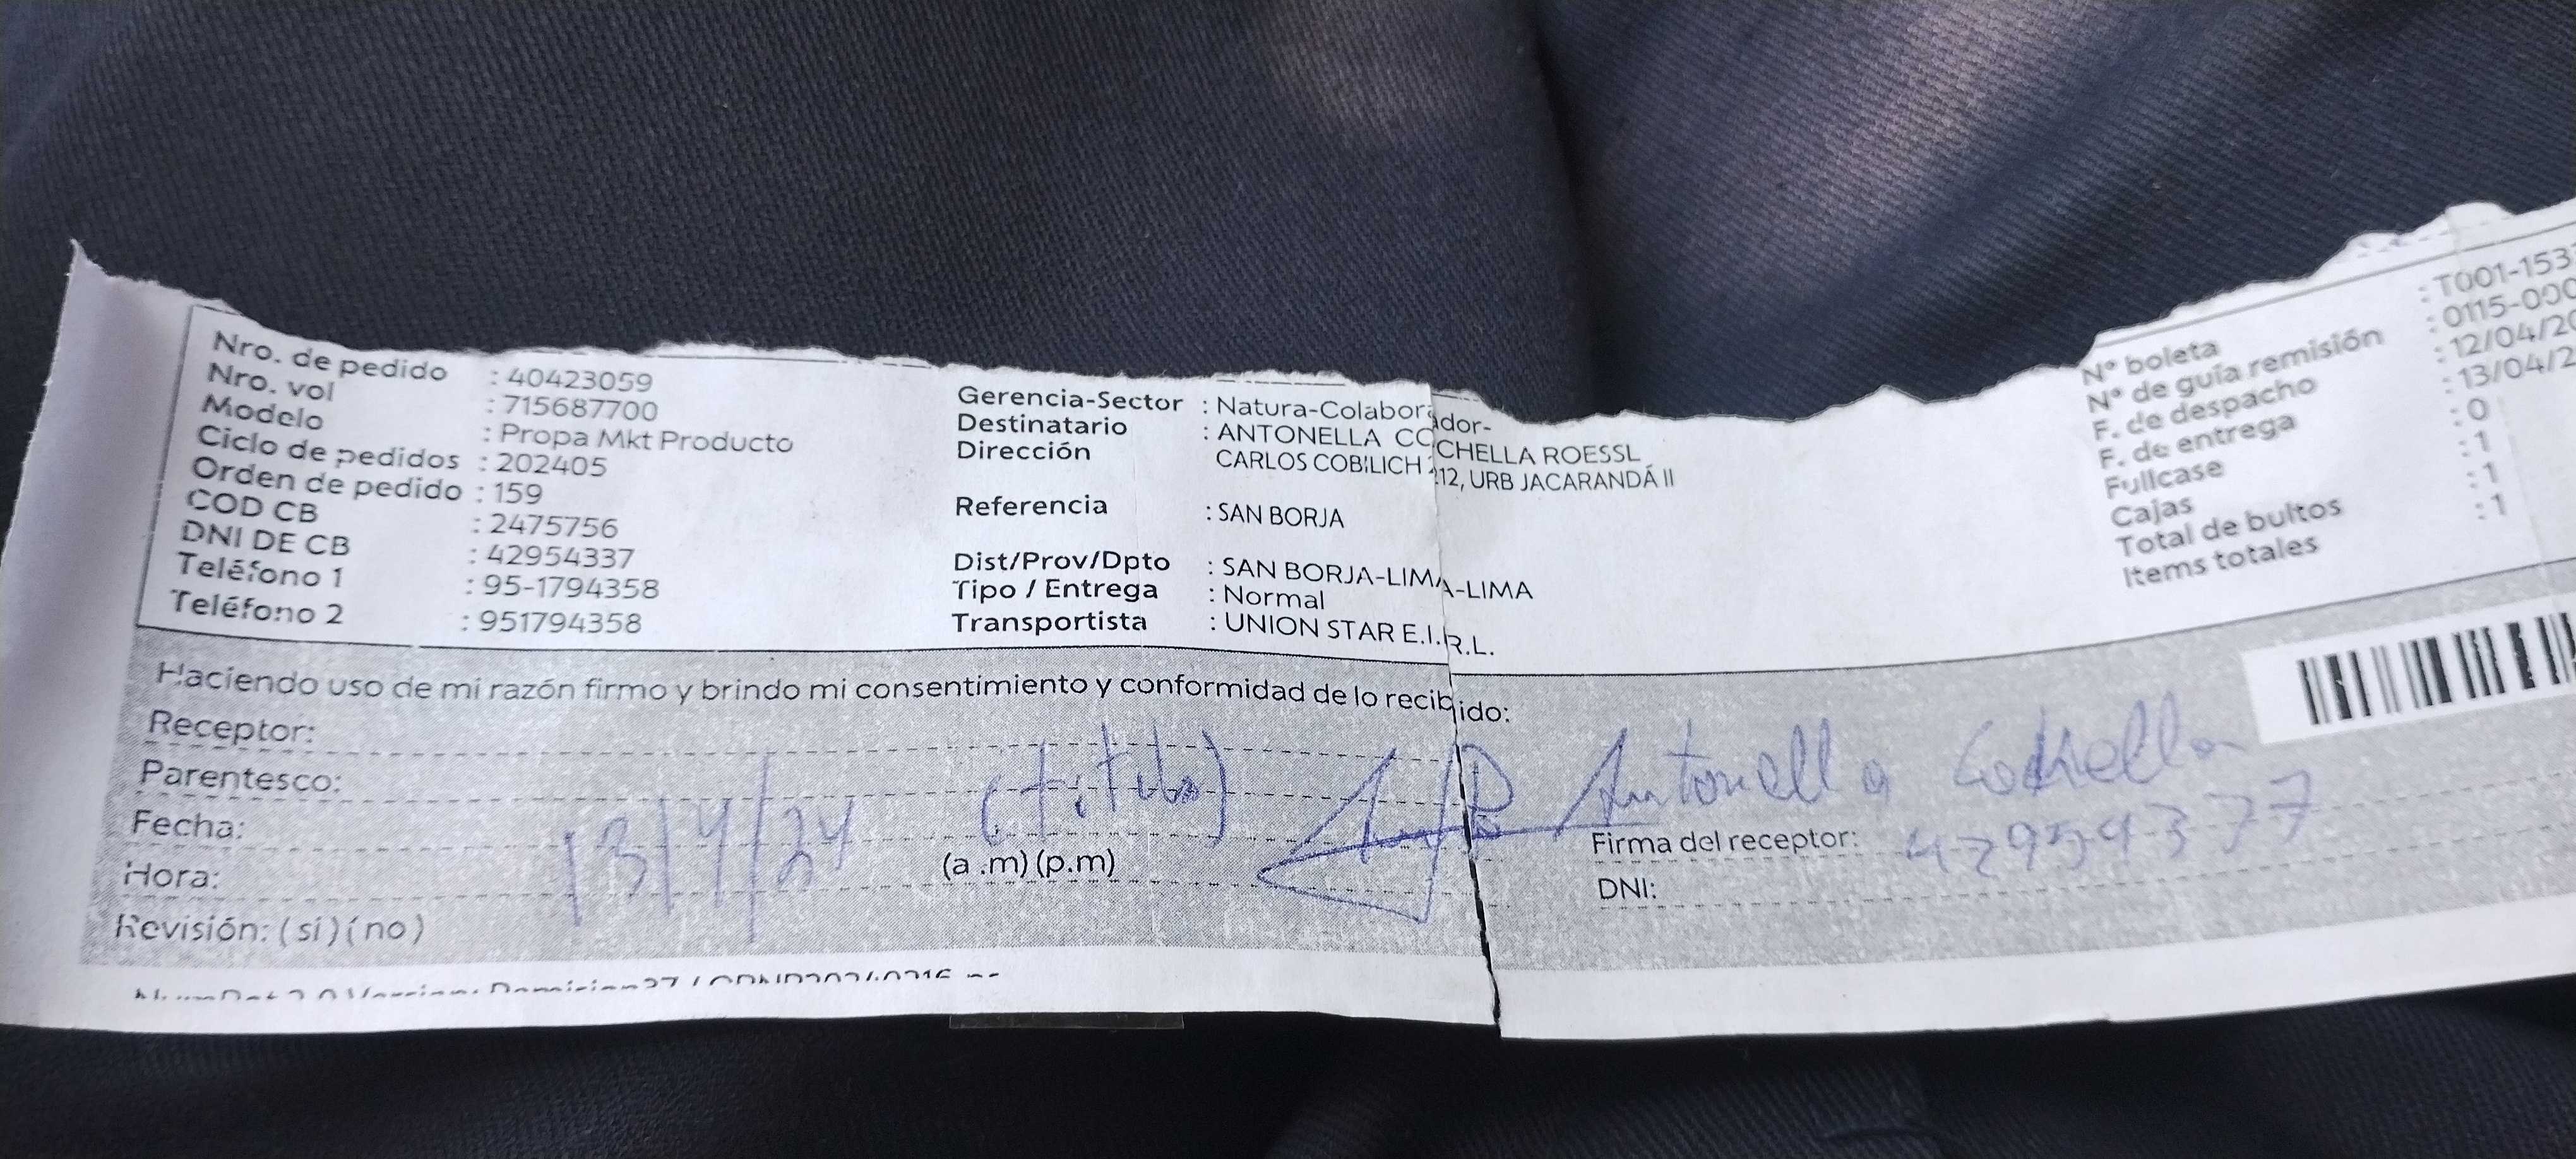 Nro. de pedido : 40423059
Nro. vol : 715687700
Modelo : Propa Mkt Producto
Ciclo de pedidos : 202405
Orden de pedido : 159
COD CB : 2475756
DNI DE CB : 42954337
Teléfono 1 : 95-1794358
Teléfono 2 : 951794358
Gerencia-Sector : Natura-Colaborador-
Destinatario : ANTONELLA COCHELLA ROESSL
Dirección CARLOS COBILICH 212, URB JACARANDÁ II
Referencia : SAN BORJA
Dist/Prov/Dpto : SAN BORJA-LIMA-LIMA
Tipo / Entrega : Normal
Transportista : UNION STAR E.I.R.L.
N° boleta : T001-153
N° de guía remisión : 0115-000
F. de despacho : 12/04/20
F. de entrega : 13/04/2
Fullcase : 0
Cajas : 1
Total de bultos : 1
Items totales : 1
Haciendo uso de mi razón firmo y brindo mi consentimiento y conformidad de lo recibido:
Receptor:
Parentesco: (titular)
Fecha: 13/4/24
Hora: (a .m) (p.m)
Revisión: (si) (no)
Antonella Cochella
Firma del receptor: 42954377
DNI: